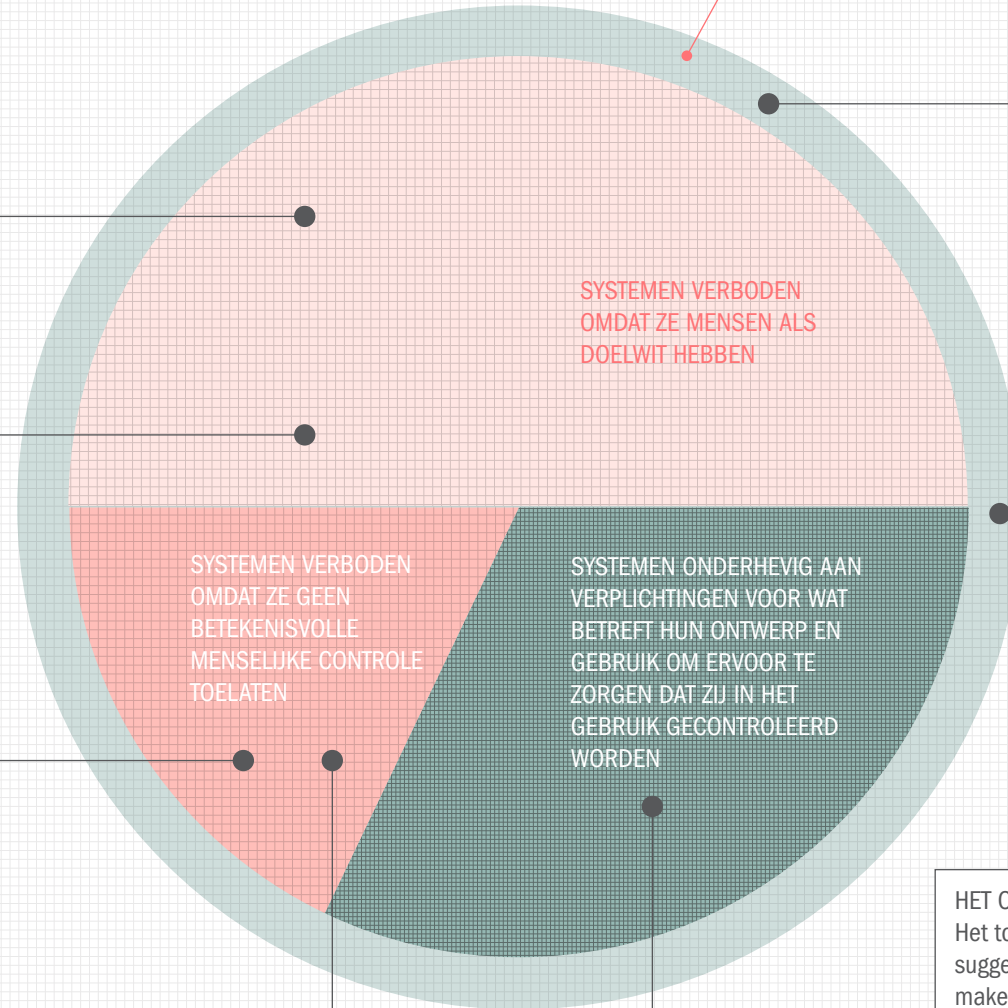 SYSTEMEN VERBODEN
OMDAT ZE MENSEN ALS
DOELWIT HEBBEN
SYSTEMEN VERBODEN
OMDAT ZE GEEN
BETEKENISVOLLE
MENSELIJKE CONTROLE
TOELATEN
SYSTEMEN ONDERHEVIG AAN
VERPLICHTINGEN VOOR WAT
BETREFT HUN ONTWERP EN
GEBRUIK OM ERVOOR TE
ZORGEN DAT ZIJ IN HET
GEBRUIK GECONTROLEERD
WORDEN
HET
Het
make